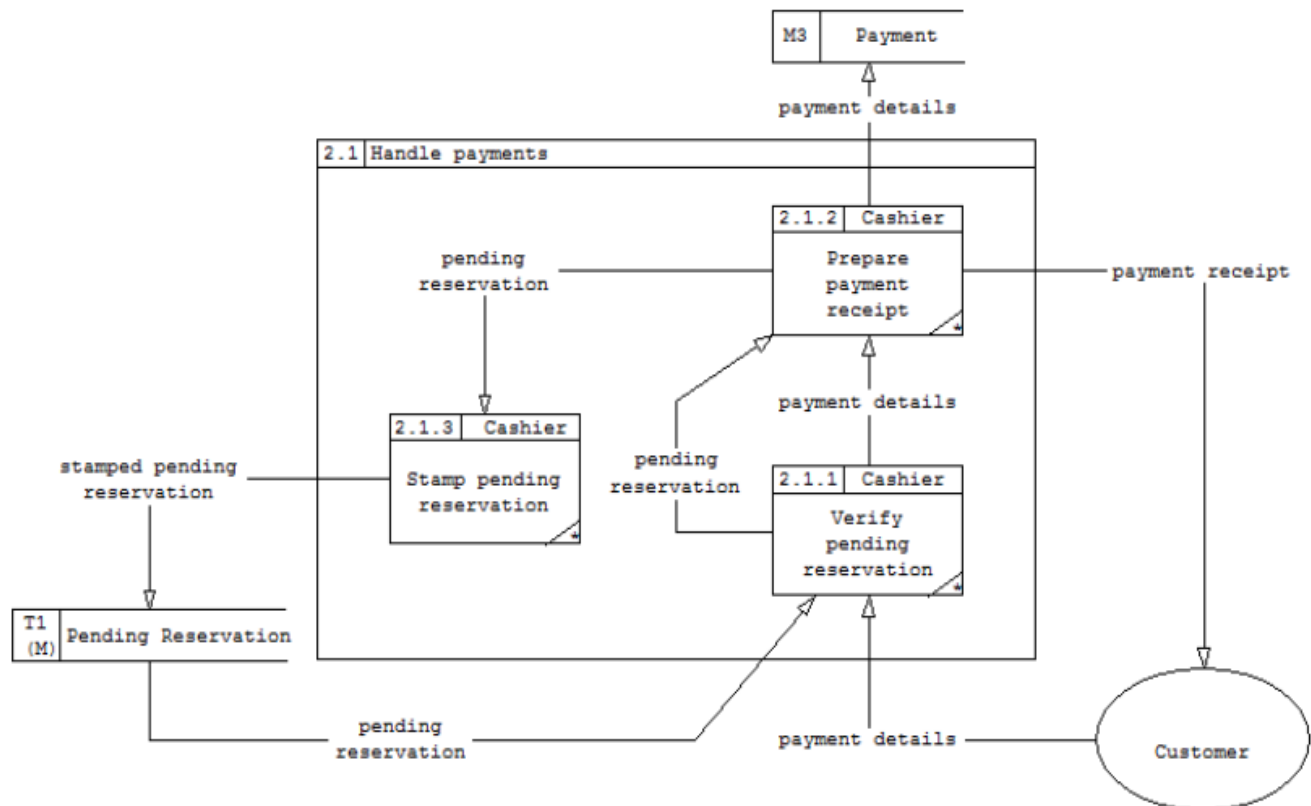 M3 Payment
payment details
2.1 Handle payments
2.1.2 Cashier
Prepare
payment
receipt
*
pending
reservation
payment receipt
payment details
2.1.3 Cashier
Stamp pending
reservation
*
stamped pending
reservation
pending
reservation
2.1.1 Cashier
Verify
pending
reservation
*
T1
(M)
Pending Reservation
pending
reservation
payment details
Customer